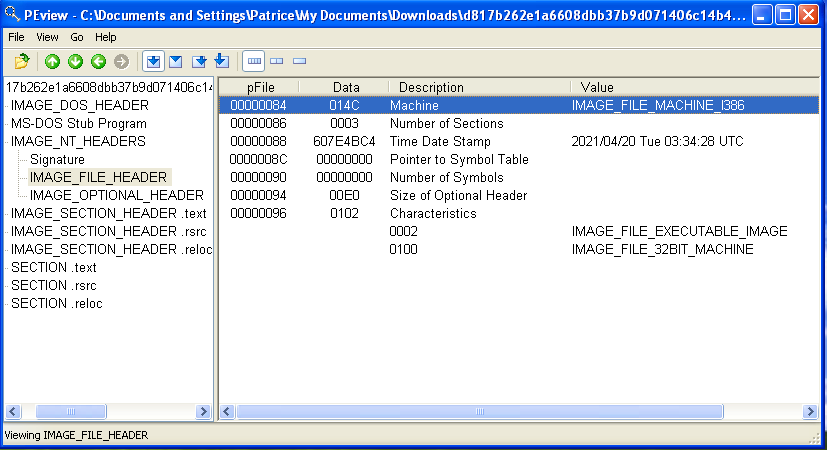 PEview - C:\Documents and Settings\Patrice\My Documents\Downloads\d817b262e1a6608dbb37b9d071406c14b4...
File View Go Help
17b262e1a6608dbb37b9d071406c14
IMAGE_DOS_HEADER
MS-DOS Stub Program
IMAGE_NT_HEADERS
Signature
IMAGE_FILE_HEADER
IMAGE_OPTIONAL_HEADER
IMAGE_SECTION_HEADER .text
IMAGE_SECTION_HEADER .rsrc
IMAGE_SECTION_HEADER .reloc
SECTION .text
SECTION .rsrc
SECTION .reloc
pFile Data Description Value
00000084 014C Machine IMAGE_FILE_MACHINE_I386
00000086 0003 Number of Sections
00000088 607E4BC4 Time Date Stamp 2021/04/20 Tue 03:34:28 UTC
0000008C 00000000 Pointer to Symbol Table
00000090 00000000 Number of Symbols
00000094 00E0 Size of Optional Header
00000096 0102 Characteristics
0002 IMAGE_FILE_EXECUTABLE_IMAGE
0100 IMAGE_FILE_32BIT_MACHINE
Viewing IMAGE_FILE_HEADER